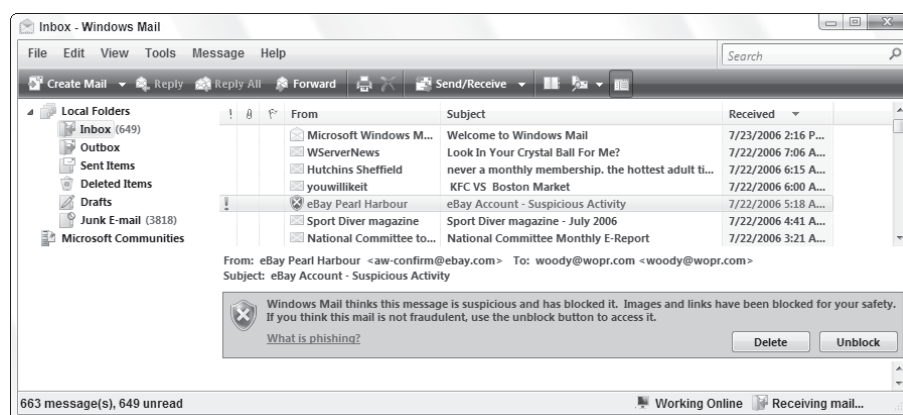 Inbox - Windows Mail
File Edit View Tools Message Help
Search
Create Mail Reply Reply All Forward Send/Receive
Local Folders
Inbox (649)
Outbox
Sent Items
Deleted Items
Drafts
Junk E-mail (3818)
Microsoft Communities
! From Subject Received
Microsoft Windows M... Welcome to Windows Mail 7/23/2006 2:16 P...
WServerNews Look In Your Crystal Ball For Me? 7/22/2006 7:06 A...
Hutchins Sheffield never a monthly membership. the hottest adult ti... 7/22/2006 6:15 A...
youwillikeit KFC VS Boston Market 7/22/2006 6:00 A...
! eBay Pearl Harbour eBay Account - Suspicious Activity 7/22/2006 5:18 A...
Sport Diver magazine Sport Diver magazine - July 2006 7/22/2006 4:41 A...
National Committee to... National Committee Monthly E-Report 7/22/2006 3:21 A...
From: eBay Pearl Harbour <aw-confirm@ebay.com> To: woody@wopr.com <woody@wopr.com>
Subject: eBay Account - Suspicious Activity
Windows Mail thinks this message is suspicious and has blocked it. Images and links have been blocked for your safety.
If you think this mail is not fraudulent, use the unblock button to access it.
What is phishing?
Delete Unblock
663 message(s), 649 unread
Working Online Receiving mail...